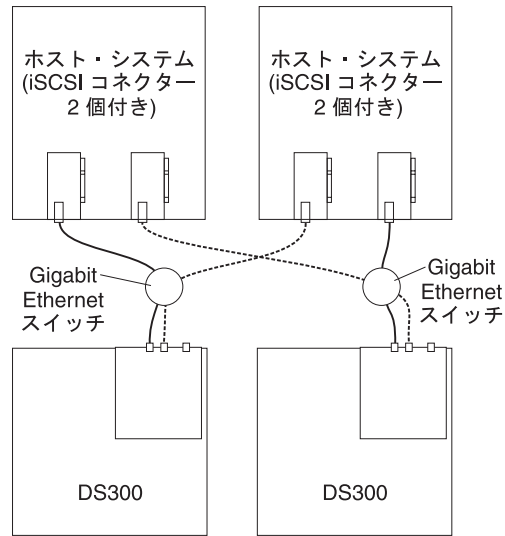 ホスト・システム
(iSCSI コネクター
2 個付き)
ホスト・システム
(iSCSI コネクター
2 個付き)
Gigabit
Ethernet
スイッチ
Gigabit
Ethernet
スイッチ
DS300
DS300